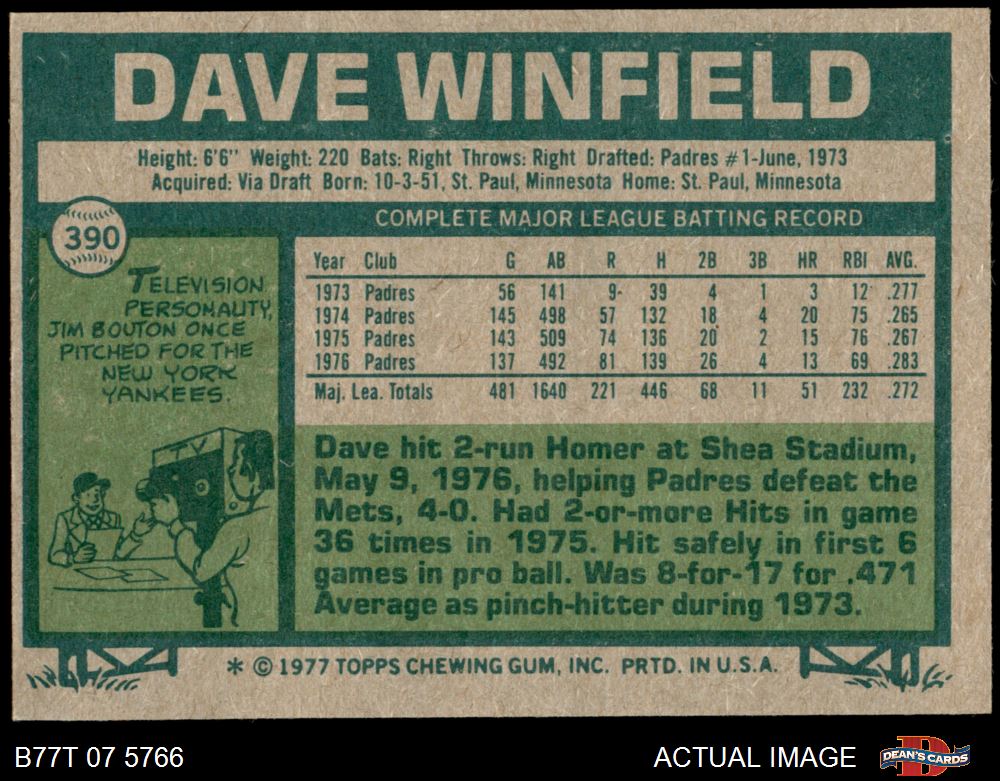 DAVE WINFIELD
Height: 6'6" Weight: 220 Bats: Right Throws: Right Drafted: Padres #1-June, 1973
Acquired: Via Draft Born: 10-3-51, St. Paul, Minnesota Home: St. Paul, Minnesota
390
TELEVISION
PERSONALITY,
JIM BOUTON ONCE
PITCHED FOR THE
NEW YORK
YANKEES.
TV
COMPLETE MAJOR LEAGUE BATTING RECORD
Year Club G AB R H 2B 3B HR RBI AVG.
1973 Padres 56 141 9 39 4 1 3 12 .277
1974 Padres 145 498 57 132 18 4 20 75 .265
1975 Padres 143 509 74 136 20 2 15 76 .267
1976 Padres 137 492 81 139 26 4 13 69 .283
Maj. Lea. Totals 481 1640 221 446 68 11 51 232 .272
Dave hit 2-run Homer at Shea Stadium,
May 9, 1976, helping Padres defeat the
Mets, 4-0. Had 2-or-more Hits in game
36 times in 1975. Hit safely in first 6
games in pro ball. Was 8-for-17 for .471
Average as pinch-hitter during 1973.
* © 1977 TOPPS CHEWING GUM, INC. PRTD. IN U.S.A.
B77T 07 5766
ACTUAL IMAGE
DEAN'S CARDS